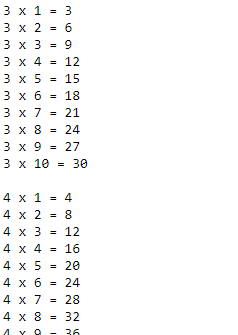 3 x 1 = 3
3 x 2 = 6
3 x 3 = 9
3 x 4 = 12
3 x 5 = 15
3 x 6 = 18
3 x 7 = 21
3 x 8 = 24
3 x 9 = 27
3 x 10 = 30
4 x 1 = 4
4 x 2 = 8
4 x 3 = 12
4 x 4 = 16
4 x 5 = 20
4 x 6 = 24
4 x 7 = 28
4 x 8 = 32
4 x 9 = 36